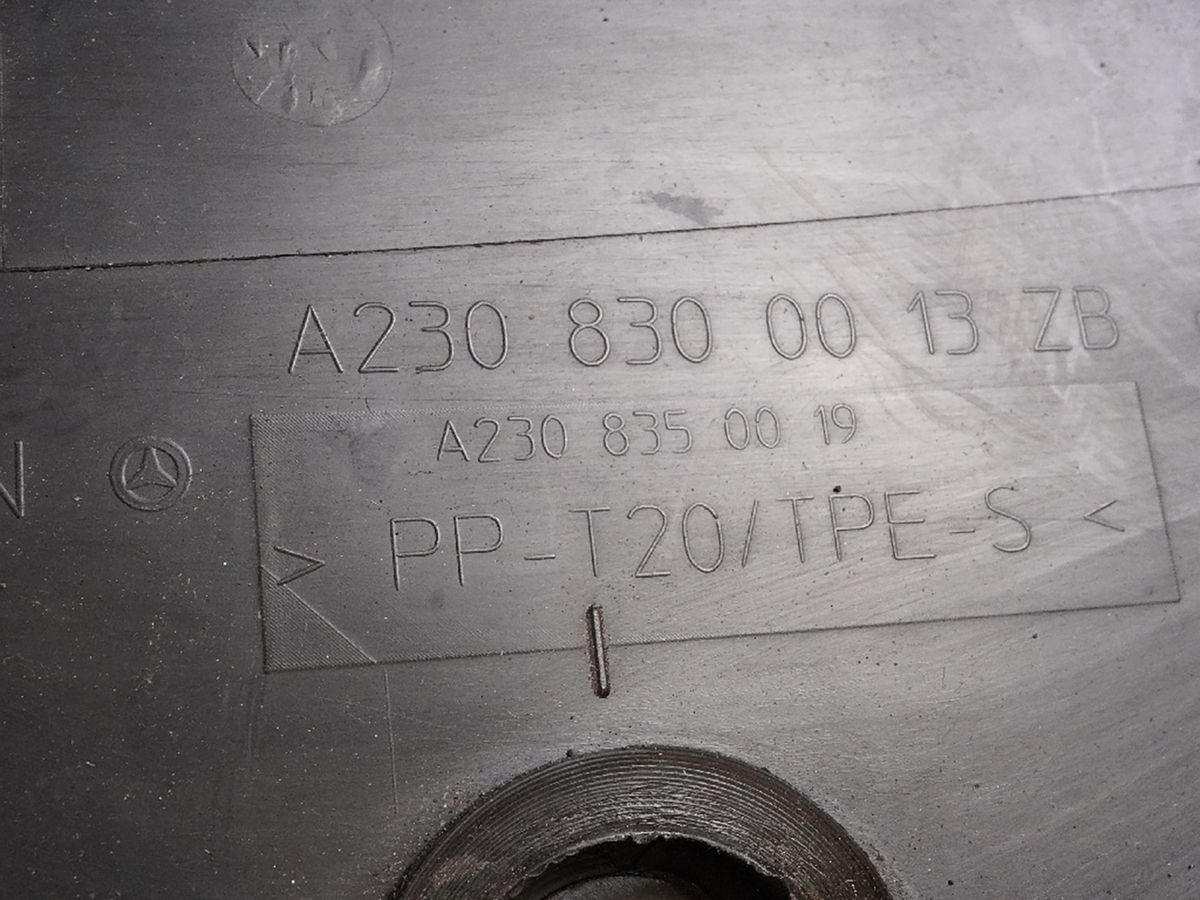 A230 830 00 13 ZB
A230 835 00 19
N
> PP-T20/TPE-S <